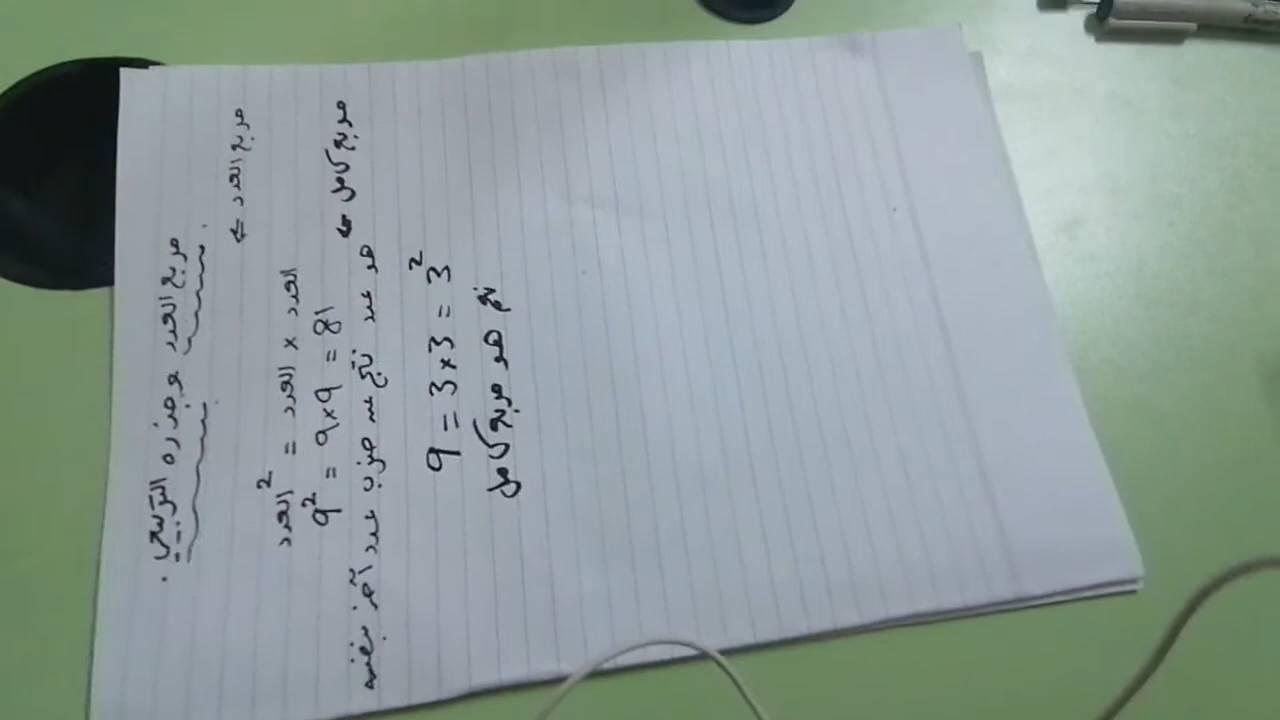 مربع العدد وجذره التربيعي.
مربع العدد ⇐
العدد² = العدد × العدد
9² = 9×9 = 81
مربع كامل ← هو عدد ناتج عن ضرب عدد آخر بنفسه
9 = 3×3 = 3²
نعم هو مربع كامل